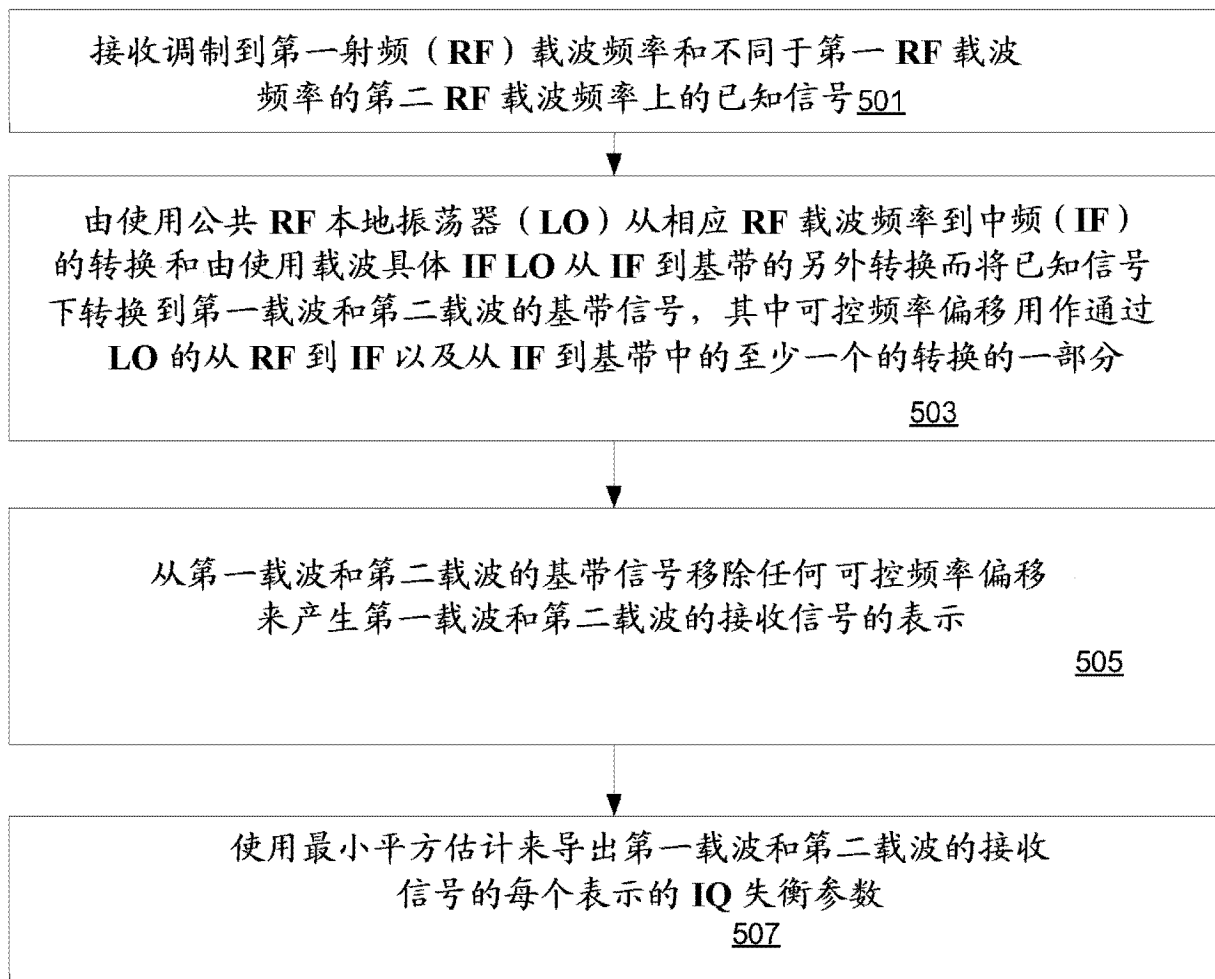 接收调制到第一射频（RF）载波频率和不同于第一 RF 载波
频率的第二 RF 载波频率上的已知信号 501
由使用公共 RF 本地振荡器（LO）从相应 RF 载波频率到中频（IF）
的转换和由使用载波具体 IF LO 从 IF 到基带的另外转换而将已知信号
下转换到第一载波和第二载波的基带信号，其中可控频率偏移用作通过
LO 的从 RF 到 IF 以及从 IF 到基带中的至少一个的转换的一部分
503
从第一载波和第二载波的基带信号移除任何可控频率偏移
来产生第一载波和第二载波的接收信号的表示
505
使用最小平方估计来导出第一载波和第二载波的接收
信号的每个表示的 IQ 失衡参数
507